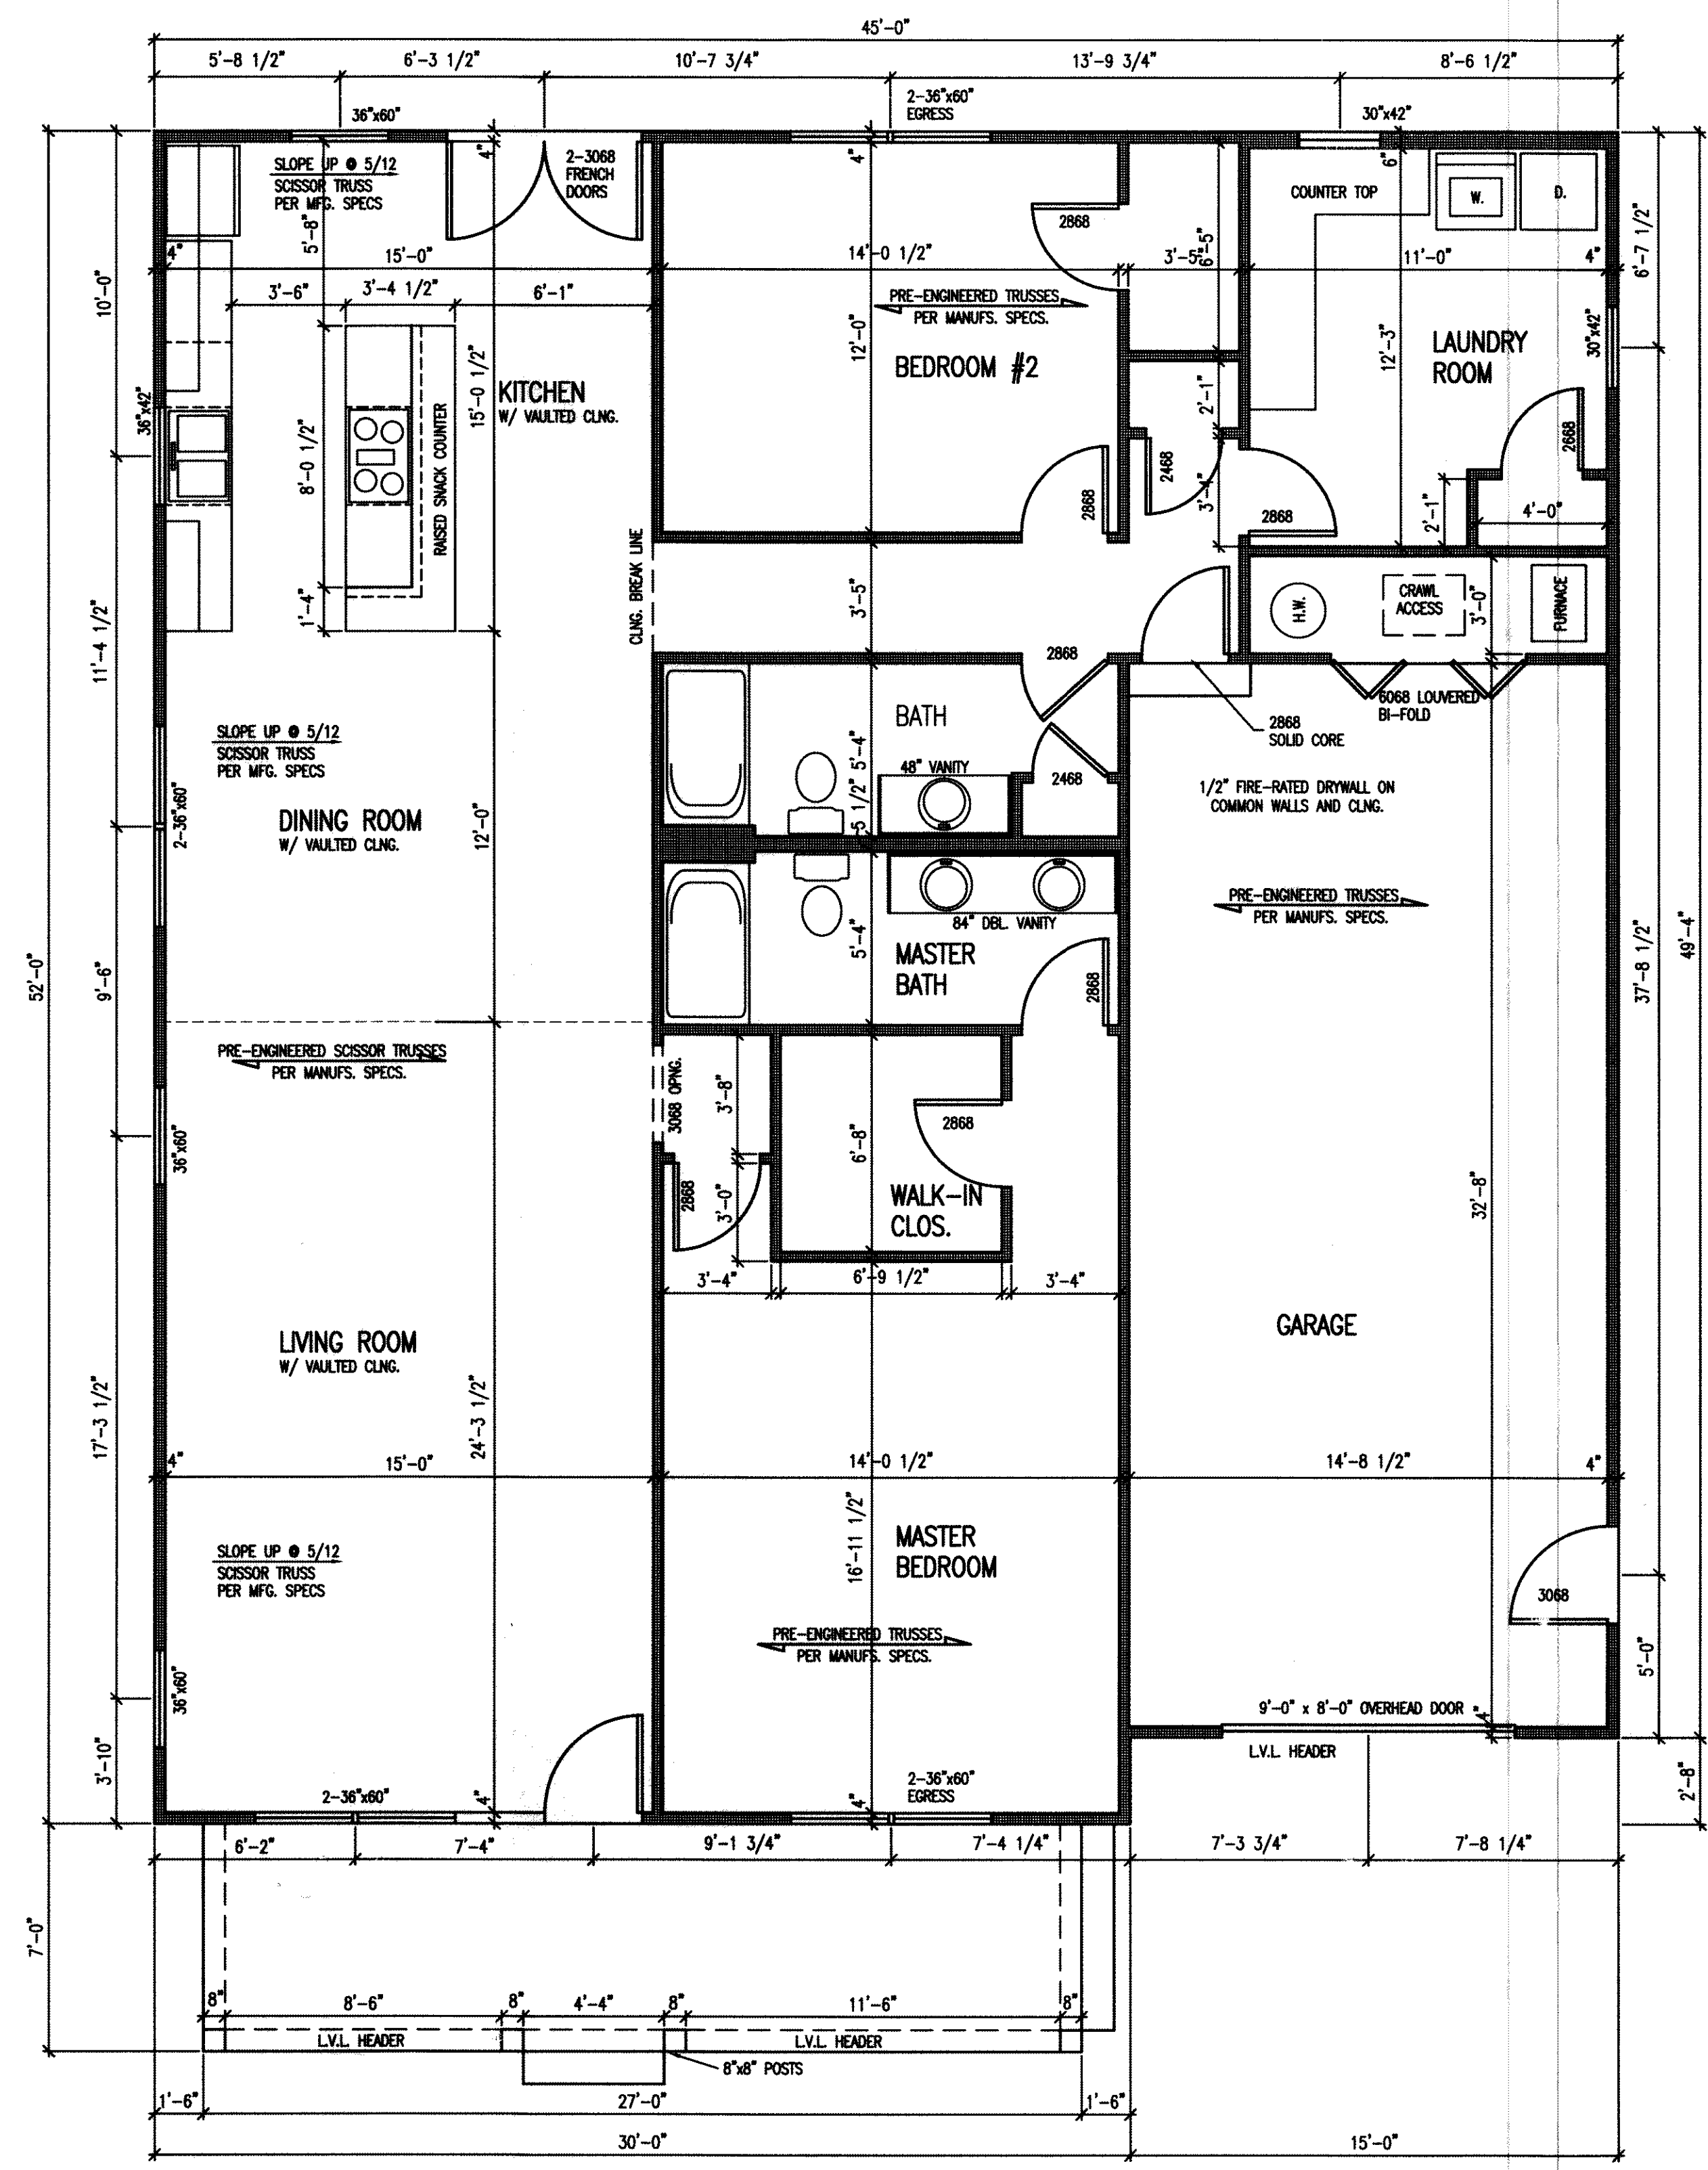 45'-0"
5'-8 1/2"
6'-3 1/2"
10'-7 3/4"
13'-9 3/4"
8'-6 1/2"
36"x60"
2-36"x60"
EGRESS
30"x42"
SLOPE UP @ 5/12
SCISSOR TRUSS
PER MFG. SPECS
4"
2-3068
FRENCH
DOORS
4"
6"
COUNTER TOP
W.
D.
2868
5'-8"
4"
15'-0"
14'-0 1/2"
3'-5"
6'-5"
11'-0"
4"
6'-7 1/2"
10'-0"
3'-6"
3'-4 1/2"
6'-1"
PRE-ENGINEERED TRUSSES
PER MANUFS. SPECS.
12'-0"
12'-3"
30"x42"
LAUNDRY
ROOM
BEDROOM #2
15'-0 1/2"
KITCHEN
W/ VAULTED CLNG.
36"x42"
8'-0 1/2"
RAISED SNACK COUNTER
2'-1"
2468
2668
3'-4"
2868
2868
2'-1"
4'-0"
CLNG. BREAK LINE
1'-4"
3'-5"
H.W.
CRAWL
ACCESS
3'-0"
FURNACE
11'-4 1/2"
2868
6068 LOUVERED
BI-FOLD
2868
SOLID CORE
BATH
5'-4"
48" VANITY
2468
5 1/2"
SLOPE UP @ 5/12
SCISSOR TRUSS
PER MFG. SPECS
2-36"x60"
DINING ROOM
W/ VAULTED CLNG.
12'-0"
1/2" FIRE-RATED DRYWALL ON
COMMON WALLS AND CLNG.
PRE-ENGINEERED TRUSSES
PER MANUFS. SPECS.
84" DBL. VANITY
5'-4"
MASTER
BATH
2868
52'-0"
9'-6"
37'-8 1/2"
49'-4"
PRE-ENGINEERED SCISSOR TRUSSES
PER MANUFS. SPECS.
3068 OPNG.
3'-8"
2868
36"x60"
6'-8"
2868
3'-0"
WALK-IN
CLOS.
32'-8"
3'-4"
6'-9 1/2"
3'-4"
GARAGE
LIVING ROOM
W/ VAULTED CLNG.
17'-3 1/2"
24'-3 1/2"
4"
15'-0"
14'-0 1/2"
14'-8 1/2"
4"
16'-11 1/2"
MASTER
BEDROOM
SLOPE UP @ 5/12
SCISSOR TRUSS
PER MFG. SPECS
3068
PRE-ENGINEERED TRUSSES
PER MANUFS. SPECS.
36"x60"
5'-0"
9'-0" x 8'-0" OVERHEAD DOOR
4"
L.V.L. HEADER
3'-10"
2'-8"
2-36"x60"
4"
2-36"x60"
EGRESS
4"
6'-2"
7'-4"
9'-1 3/4"
7'-4 1/4"
7'-3 3/4"
7'-8 1/4"
7'-0"
8"
8'-6"
8"
4'-4"
8"
11'-6"
8"
L.V.L. HEADER
L.V.L. HEADER
8"x8" POSTS
1'-6"
27'-0"
1'-6"
30'-0"
15'-0"